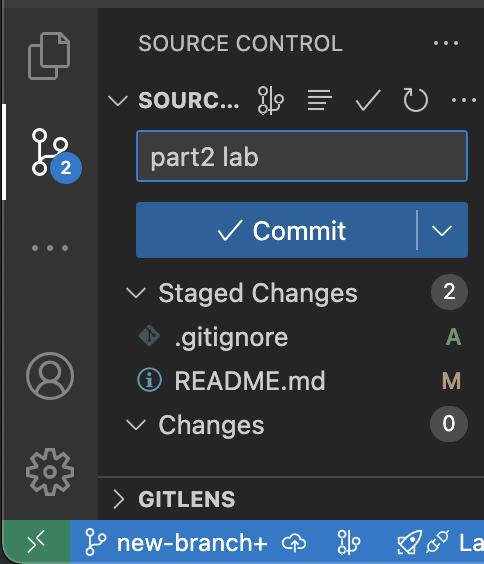 SOURCE CONTROL
SOURC...
2
part2 lab
Commit
Staged Changes 2
.gitignore A
README.md M
Changes 0
GITLENS
new-branch+ La